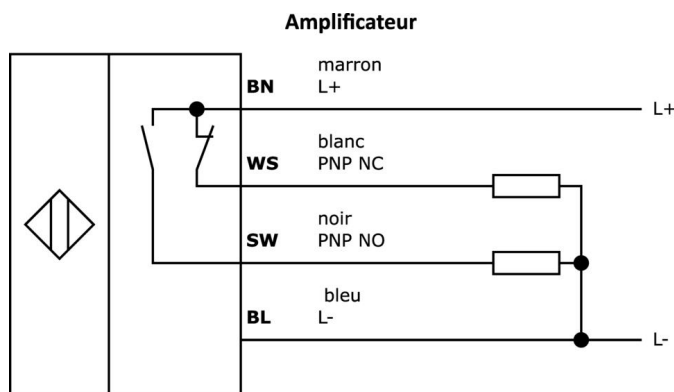 Amplificateur
marron
BN L+
L+
blanc
WS PNP NC
noir
SW PNP NO
bleu
BL L-
L-